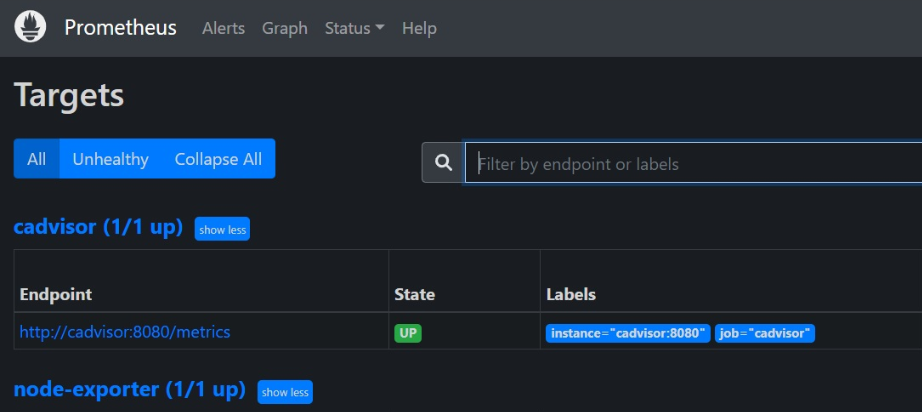 Prometheus Alerts Graph Status Help
Targets
All Unhealthy Collapse All
Filter by endpoint or labels
cadvisor (1/1 up) show less
Endpoint State Labels
http://cadvisor:8080/metrics UP instance="cadvisor:8080" job="cadvisor"
node-exporter (1/1 up) show less